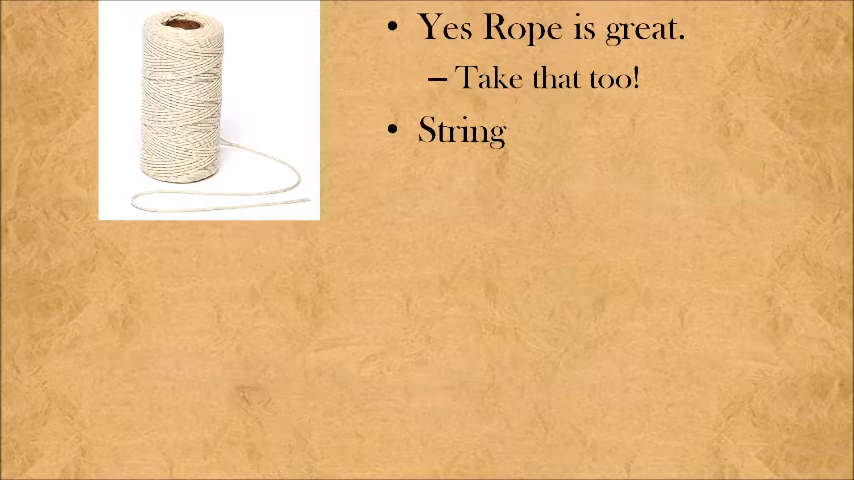 • Yes Rope is great.
– Take that too!
• String